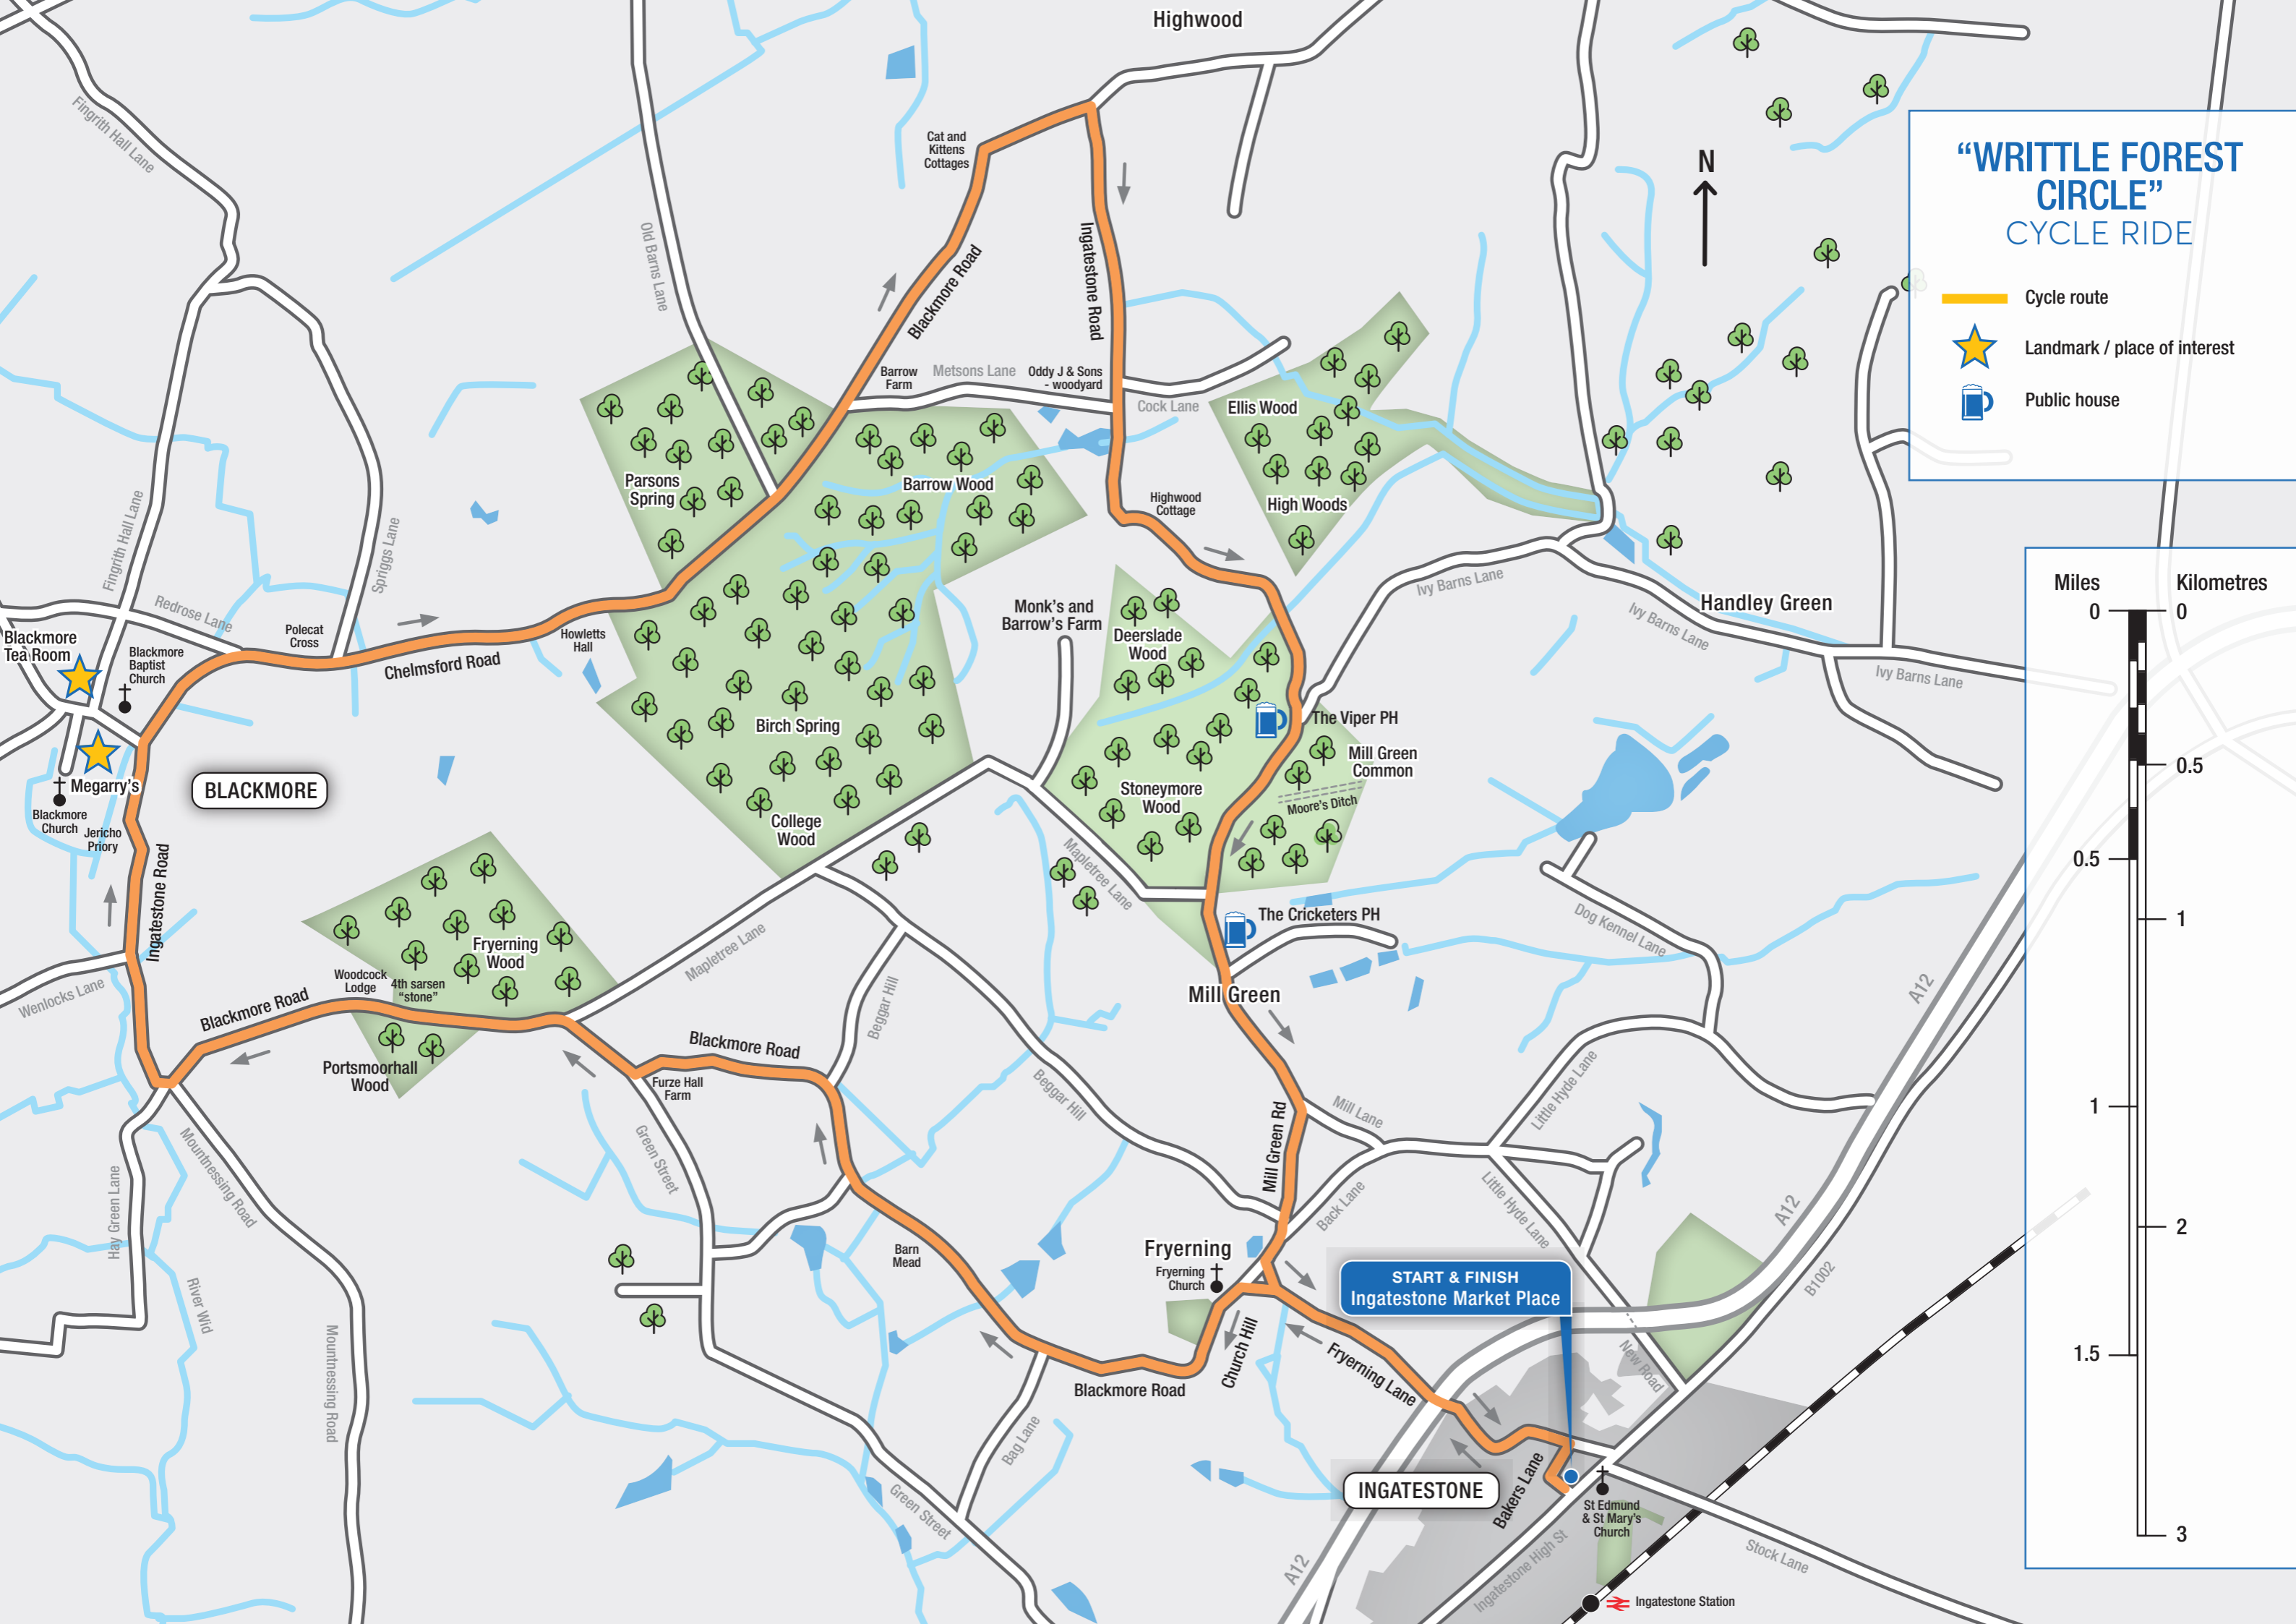 Highwood
Fingrith Hall Lane
Cat and
Kittens
Cottages
N
"WRITTLE FOREST
CIRCLE"
CYCLE RIDE
Cycle route
Landmark / place of interest
Public house
Old Barns Lane
Blackmore Road
Ingatestone Road
Barrow
Farm
Metsons Lane
Oddy J & Sons
- woodyard
Cock Lane
Ellis Wood
Parsons
Spring
Barrow Wood
High Woods
Highwood
Cottage
Fingrith Hall Lane
Spriggs Lane
Redrose Lane
Polecat
Cross
Howletts
Hall
Chelmsford Road
Blackmore
Tea Room
Blackmore
Baptist
Church
Monk's and
Barrow's Farm
Deerslade
Wood
Ivy Barns Lane
Handley Green
Ivy Barns Lane
Ivy Barns Lane
Miles
Kilometres
0
0
0.5
0.5
1
1
2
1.5
3
Birch Spring
The Viper PH
Mill Green
Common
Moore's Ditch
Stoneymore
Wood
Megarry's
BLACKMORE
Blackmore
Church
Jericho
Priory
College
Wood
Mapletree Lane
Ingatestone Road
The Cricketers PH
Dog Kennel Lane
Fryerning
Wood
Woodcock
Lodge
4th sarsen
"stone"
Mapletree Lane
Wenlocks Lane
Blackmore Road
Beggar Hill
Mill Green
A12
Portsmoorhall
Wood
Blackmore Road
Furze Hall
Farm
Beggar Hill
Mill Lane
Little Hyde Lane
Mill Green Rd
Green Street
Mountnessing Road
Hay Green Lane
Back Lane
Little Hyde Lane
A12
River Wid
Barn
Mead
Fryerning
Fryerning
Church
START & FINISH
Ingatestone Market Place
B1002
Mountnessing Road
Church Hill
Fryerning Lane
New Road
Blackmore Road
Bag Lane
Green Street
INGATESTONE
Bakers Lane
St Edmund
& St Mary's
Church
Stock Lane
A12
Ingatestone High St
Ingatestone Station